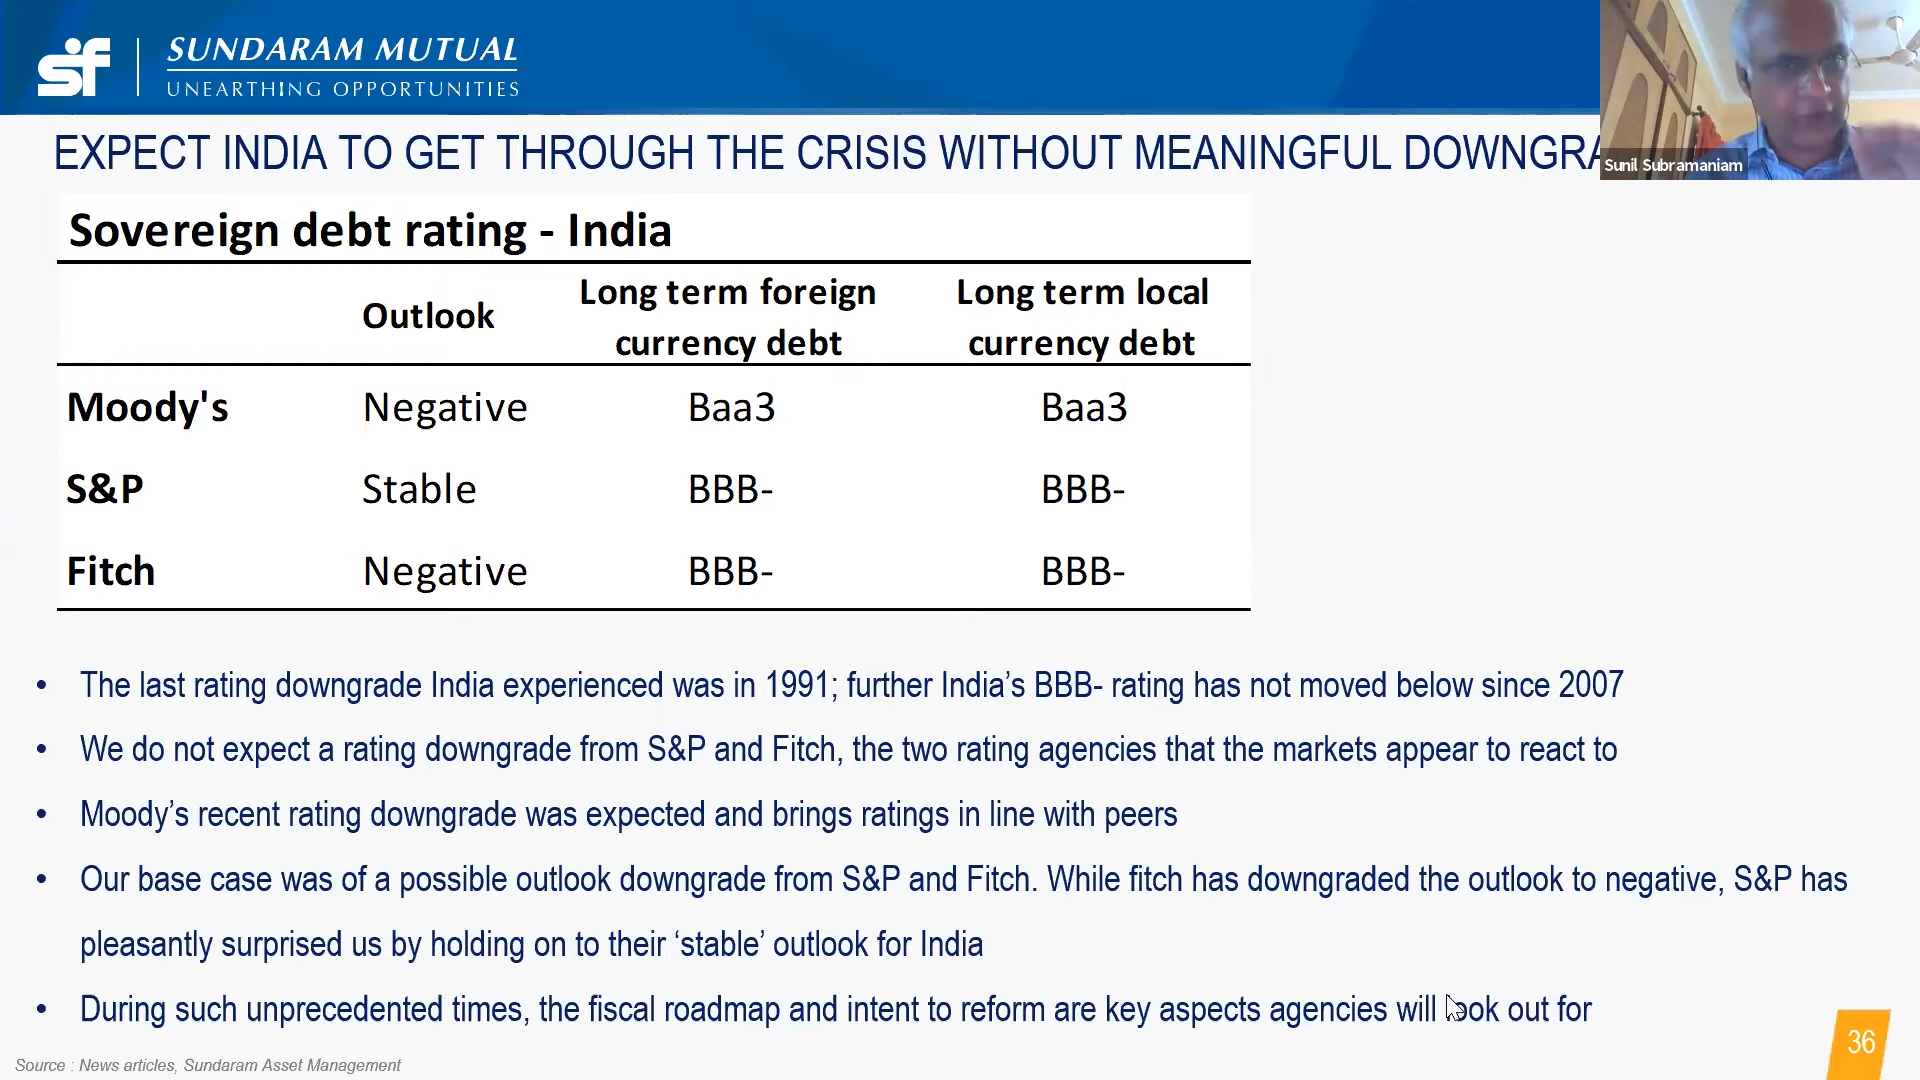 sf
SUNDARAM MUTUAL
UNEARTHING OPPORTUNITIES
Sunil Subramaniam
EXPECT INDIA TO GET THROUGH THE CRISIS WITHOUT MEANINGFUL DOWNGRA
Sovereign debt rating - India
Outlook Long term foreign currency debt Long term local currency debt
Moody's Negative Baa3 Baa3
S&P Stable BBB- BBB-
Fitch Negative BBB- BBB-
• The last rating downgrade India experienced was in 1991; further India’s BBB- rating has not moved below since 2007
• We do not expect a rating downgrade from S&P and Fitch, the two rating agencies that the markets appear to react to
• Moody’s recent rating downgrade was expected and brings ratings in line with peers
• Our base case was of a possible outlook downgrade from S&P and Fitch. While fitch has downgraded the outlook to negative, S&P has
pleasantly surprised us by holding on to their ‘stable’ outlook for India
• During such unprecedented times, the fiscal roadmap and intent to reform are key aspects agencies will look out for
Source : News articles, Sundaram Asset Management
36